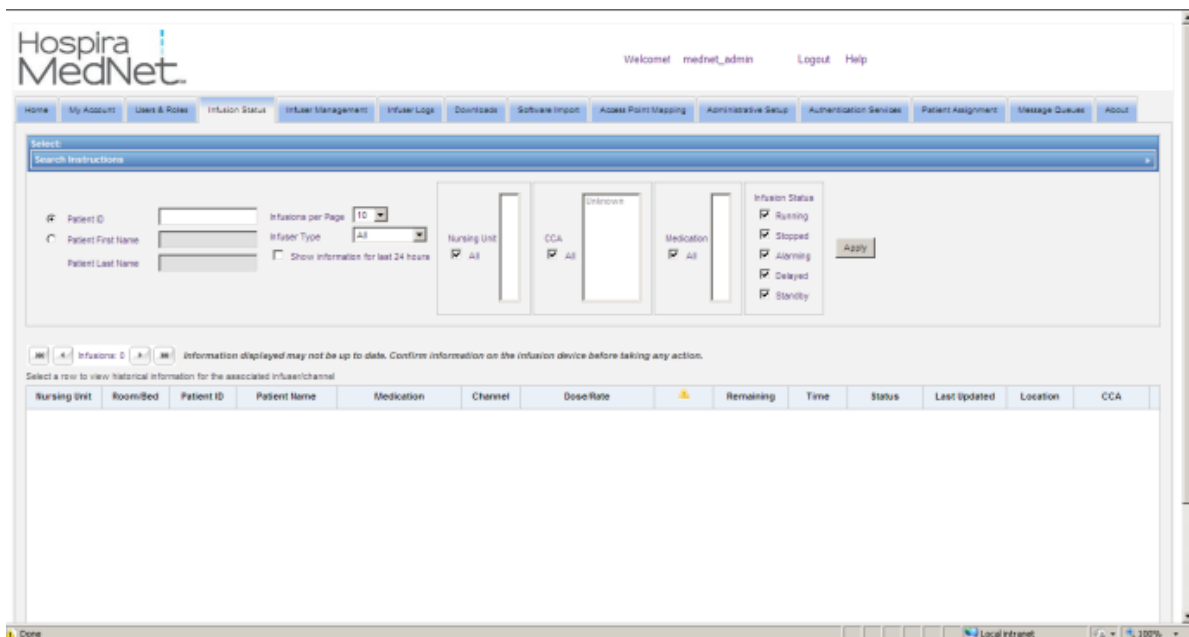 Hospira
MedNet
Welcome! mednet_admin Logout Help
Home My Account Users & Roles Infusion Status Infuser Management Infuser Logs Downloads Software Import Access Point Mapping Administrative Setup Authentication Services Patient Assignment Message Queues About
Select:
Search Instructions
Patient ID
Patient First Name
Patient Last Name
Infusions per Page 10
Infuser Type All
Show information for last 24 hours
Nursing Unit
All
CCA
All
Unknown
Medication
All
Infusion Status
Running
Stopped
Alarming
Delayed
Standby
Apply
Infusions: 0 Information displayed may not be up to date. Confirm information on the infusion device before taking any action.
Select a row to view historical information for the associated infuser/channel
Nursing Unit Room/Bed Patient ID Patient Name Medication Channel Dose/Rate Remaining Time Status Last Updated Location CCA
Done Local intranet 100%